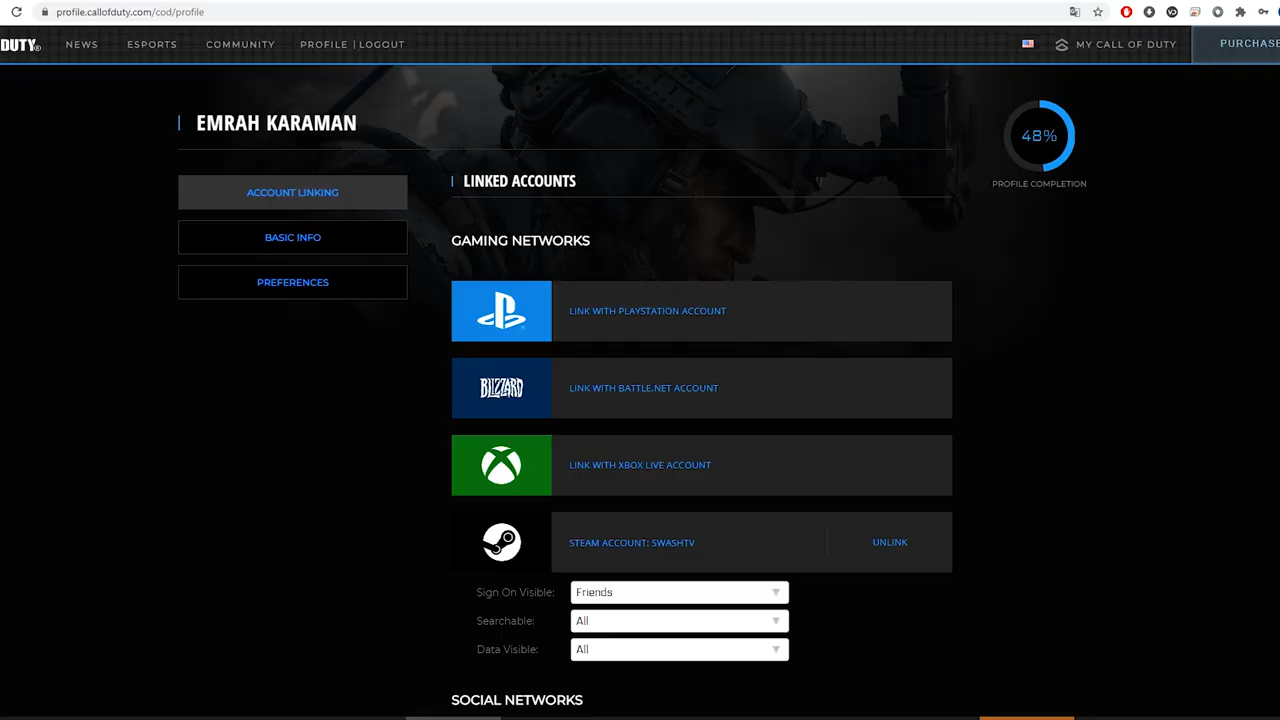 profile.callofduty.com/cod/profile
DUTY® NEWS ESPORTS COMMUNITY PROFILE | LOGOUT MY CALL OF DUTY PURCHASE
EMRAH KARAMAN
48%
PROFILE COMPLETION
ACCOUNT LINKING
BASIC INFO
PREFERENCES
LINKED ACCOUNTS
GAMING NETWORKS
LINK WITH PLAYSTATION ACCOUNT
BLIZZARD LINK WITH BATTLE.NET ACCOUNT
LINK WITH XBOX LIVE ACCOUNT
STEAM ACCOUNT: SWASHTV UNLINK
Sign On Visible: Friends
Searchable: All
Data Visible: All
SOCIAL NETWORKS